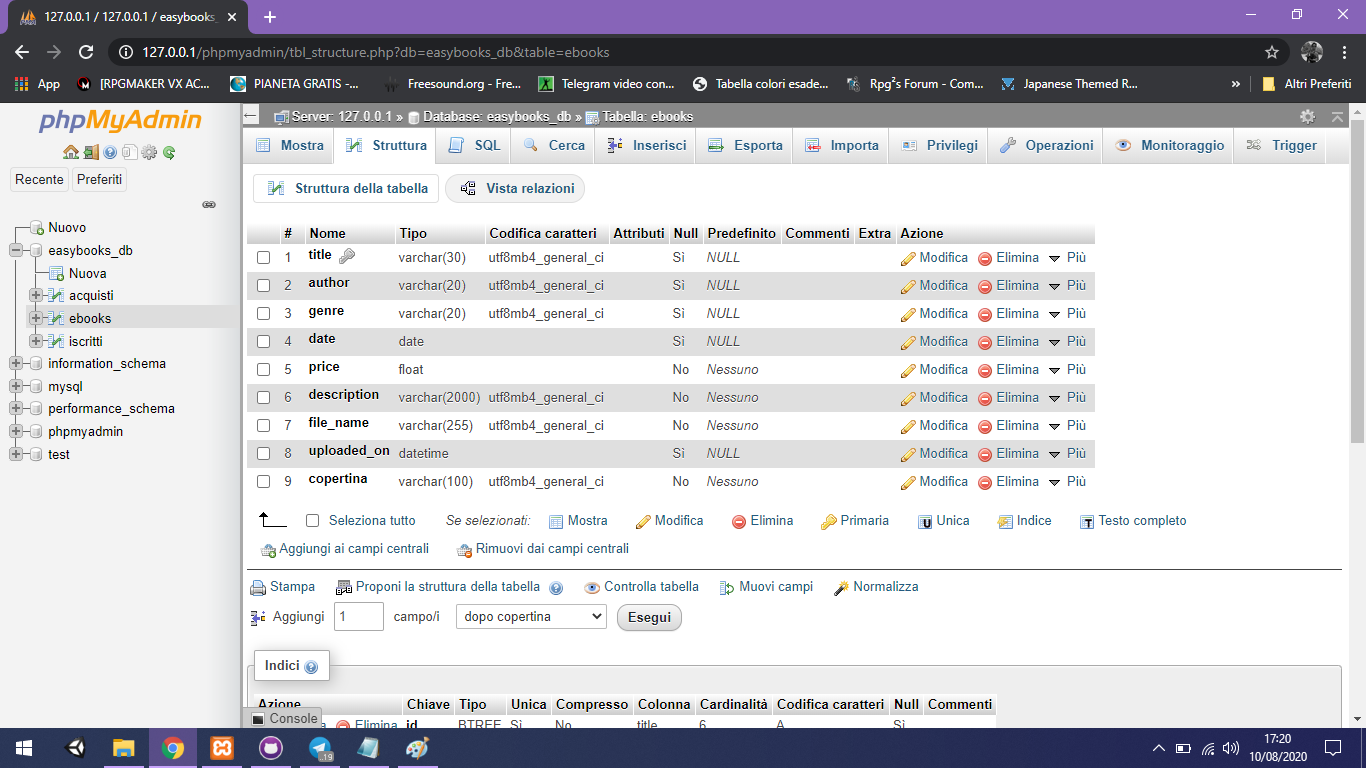 127.0.0.1 / 127.0.0.1 / easybooks_
127.0.0.1/phpmyadmin/tbl_structure.php?db=easybooks_db&table=ebooks
App [RPGMAKER VX AC... PIANETA GRATIS -... Freesound.org - Fre... Telegram video con... Tabella colori esade... Rpg²s Forum - Com... Japanese Themed R... » Altri Preferiti
phpMyAdmin
Recente Preferiti
Nuovo
easybooks_db
Nuova
acquisti
ebooks
iscritti
information_schema
mysql
performance_schema
phpmyadmin
test
Server: 127.0.0.1 » Database: easybooks_db » Tabella: ebooks
Mostra Struttura SQL Cerca Inserisci Esporta Importa Privilegi Operazioni Monitoraggio Trigger
Struttura della tabella Vista relazioni
# Nome Tipo Codifica caratteri Attributi Null Predefinito Commenti Extra Azione
1 title varchar(30) utf8mb4_general_ci Sì NULL Modifica Elimina Più
2 author varchar(20) utf8mb4_general_ci Sì NULL Modifica Elimina Più
3 genre varchar(20) utf8mb4_general_ci Sì NULL Modifica Elimina Più
4 date date Sì NULL Modifica Elimina Più
5 price float No Nessuno Modifica Elimina Più
6 description varchar(2000) utf8mb4_general_ci No Nessuno Modifica Elimina Più
7 file_name varchar(255) utf8mb4_general_ci No Nessuno Modifica Elimina Più
8 uploaded_on datetime Sì NULL Modifica Elimina Più
9 copertina varchar(100) utf8mb4_general_ci No Nessuno Modifica Elimina Più
Seleziona tutto Se selezionati: Mostra Modifica Elimina Primaria Unica Indice Testo completo
Aggiungi ai campi centrali Rimuovi dai campi centrali
Stampa Proponi la struttura della tabella Controlla tabella Muovi campi Normalizza
Aggiungi 1 campo/i dopo copertina Esegui
Indici
Azione Chiave Tipo Unica Compresso Colonna Cardinalità Codifica caratteri Null Commenti
Elimina id BTREE Sì No title 6 A Sì
Console
..19
17:20
10/08/2020